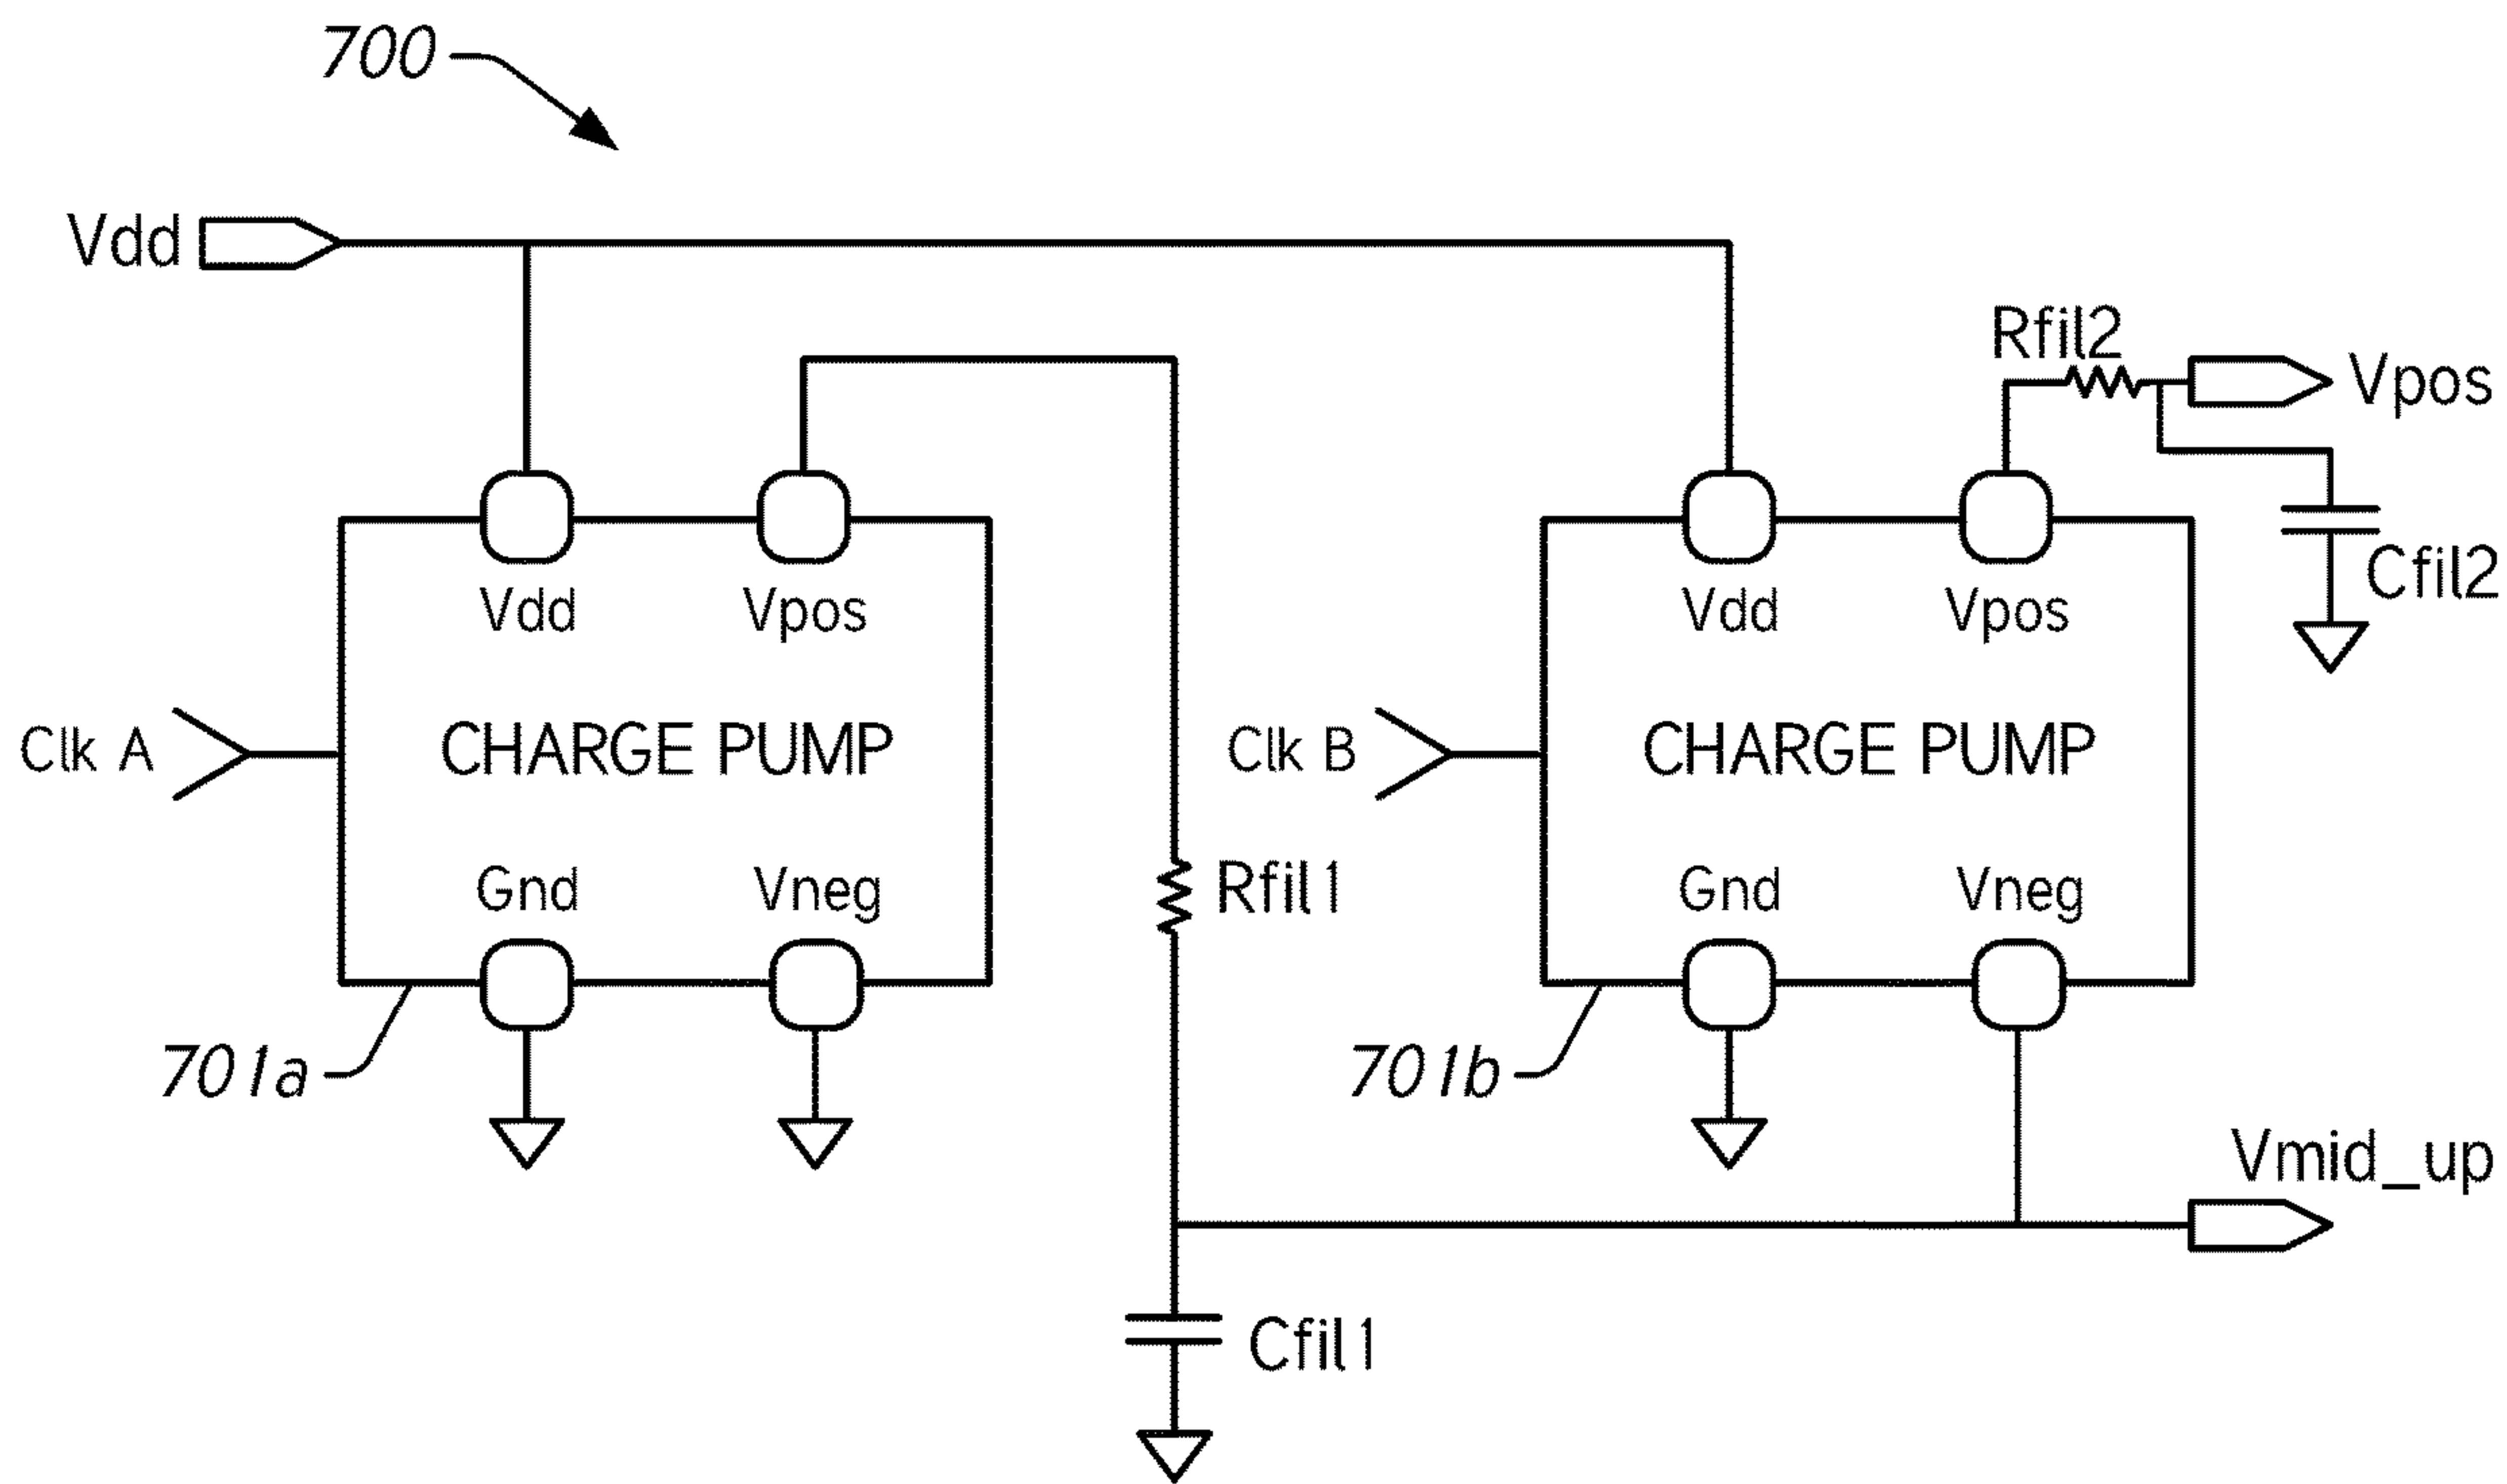 700
Vdd
Rfil2
Vpos
Vdd
Vpos
Vdd
Vpos
Cfil2
Clk A
CHARGE PUMP
Clk B
CHARGE PUMP
Gnd
Vneg
Rfil1
Gnd
Vneg
701a
701b
Vmid_up
Cfil1